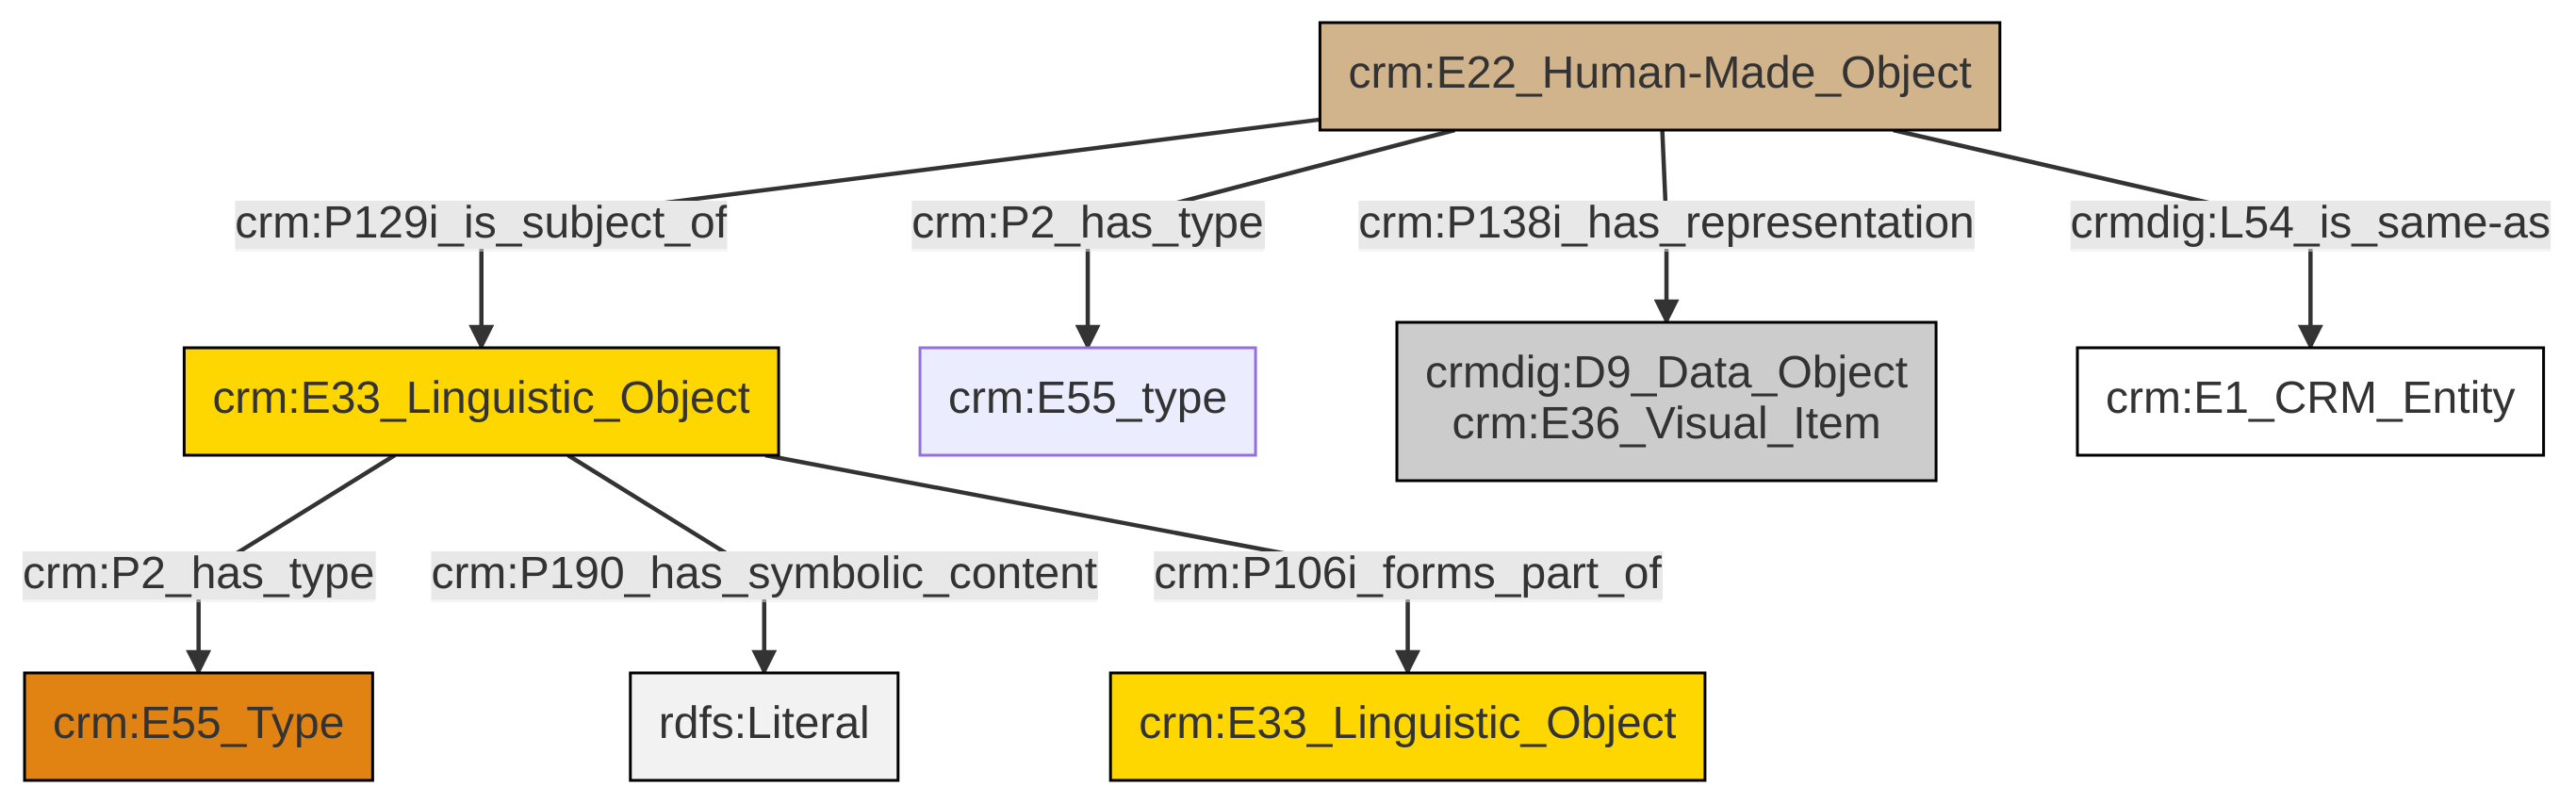 crm:E22_Human-Made_Object
crm:P129i_is_subject_of
crm:P2_has_type
crm:P138i_has_representation
crmdig:L54_is_same-as
crm:E33_Linguistic_Object
crm:E55_type
crmdig:D9_Data_Object
crm:E36_Visual_Item
crm:E1_CRM_Entity
crm:P2_has_type
crm:P190_has_symbolic_content
crm:P106i_forms_part_of
crm:E55_Type
rdfs:Literal
crm:E33_Linguistic_Object